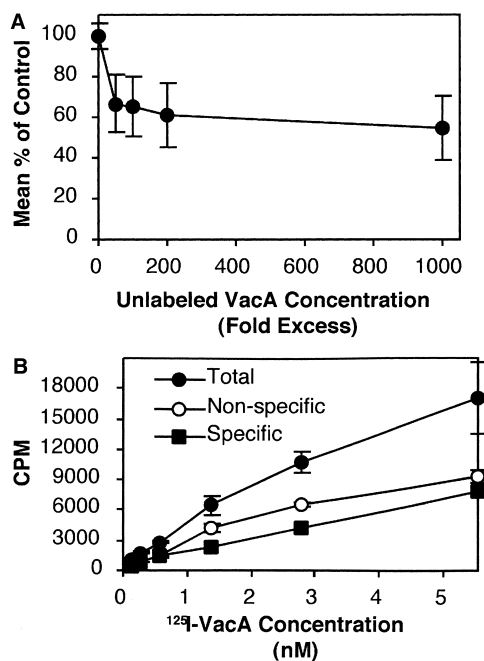 A
Mean % of Control
100
80
60
40
20
0
0 200 400 600 800 1000
Unlabeled VacA Concentration
(Fold Excess)
B
CPM
18000
15000
12000
9000
6000
3000
0
Total
Non-specific
Specific
0 1 2 3 4 5
¹²⁵I-VacA Concentration
(nM)